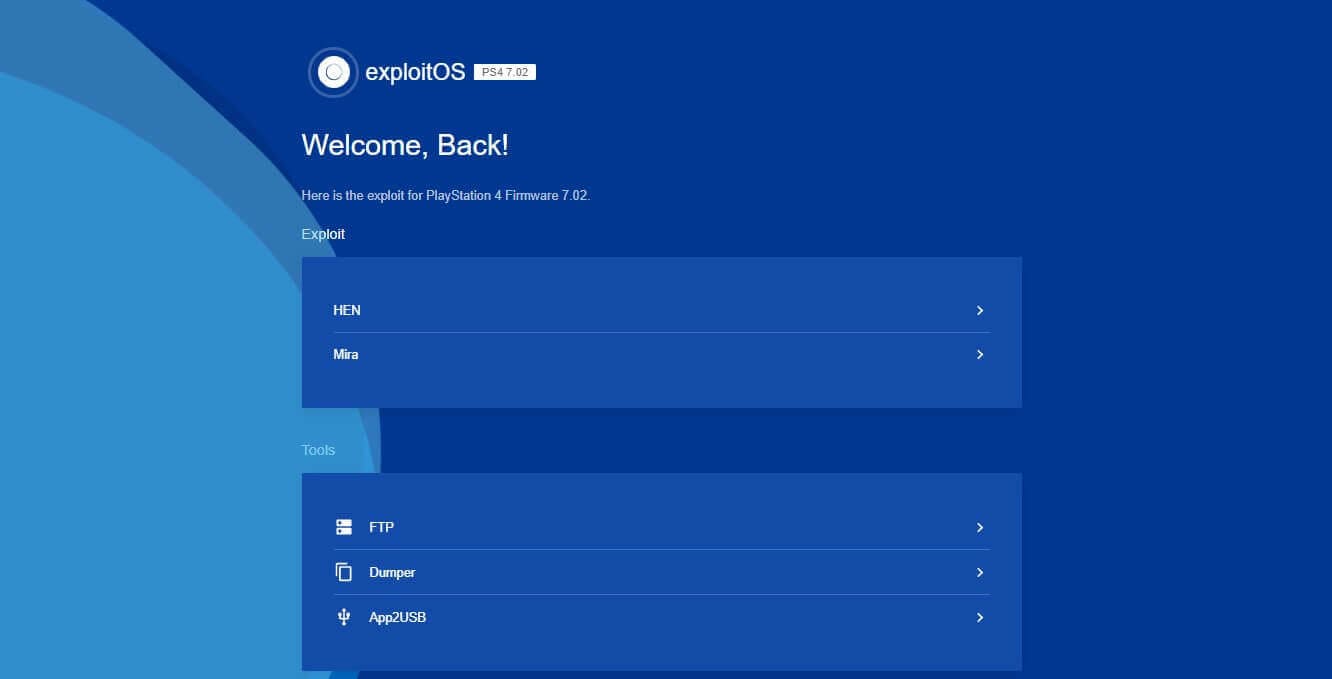 exploitOS PS4 7.02
Welcome, Back!
Here is the exploit for PlayStation 4 Firmware 7.02.
Exploit
HEN
Mira
Tools
FTP
Dumper
App2USB